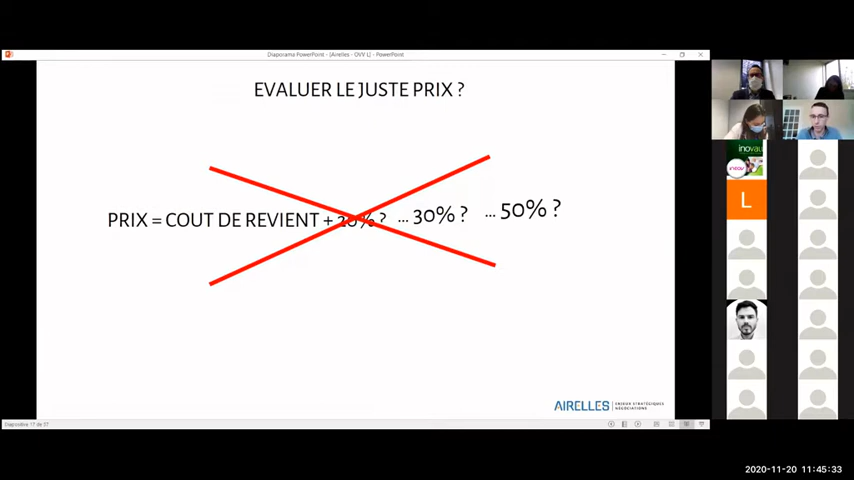 Diaporama PowerPoint - [Airelles - OVV L] - PowerPoint
EVALUER LE JUSTE PRIX ?
PRIX = COUT DE REVIENT + 20% ? ... 30% ? ... 50% ?
AIRELLES
ENJEUX STRATÉGIQUES
NÉGOCIATIONS
Diapositive 17 de 57
inovau
L
2020-11-20 11:45:33